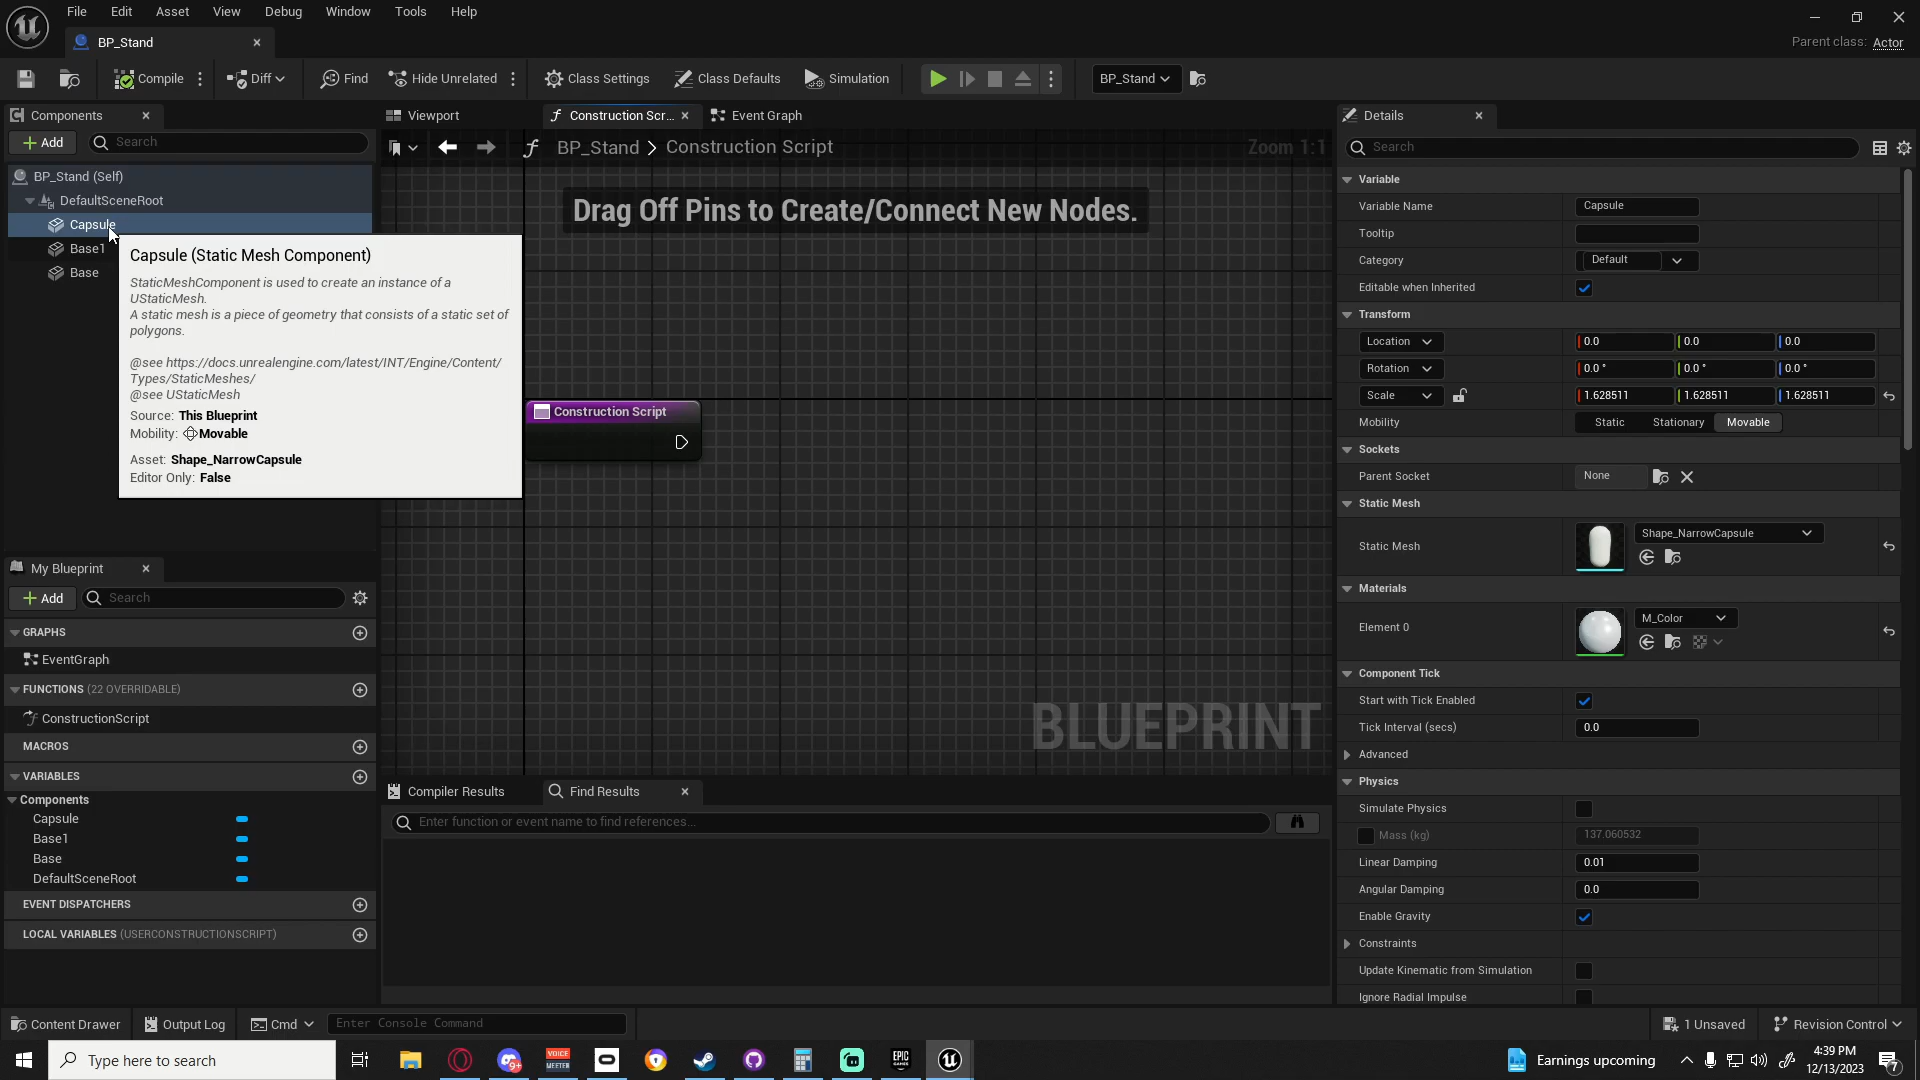 File Edit Asset View Debug Window Tools Help
BP_Stand
Parent class: Actor
Compile Diff Find Hide Unrelated Class Settings Class Defaults Simulation BP_Stand
Components
Add Search
BP_Stand (Self)
DefaultSceneRoot
Capsule
Base1
Base
Capsule (Static Mesh Component)
StaticMeshComponent is used to create an instance of a
UStaticMesh.
A static mesh is a piece of geometry that consists of a static set of
polygons.
@see https://docs.unrealengine.com/latest/INT/Engine/Content/
Types/StaticMeshes/
@see UStaticMesh
Source: This Blueprint
Mobility: Movable
Asset: Shape_NarrowCapsule
Editor Only: False
My Blueprint
Add Search
GRAPHS
EventGraph
FUNCTIONS (22 OVERRIDABLE)
ConstructionScript
MACROS
VARIABLES
Components
Capsule
Base1
Base
DefaultSceneRoot
EVENT DISPATCHERS
LOCAL VARIABLES (USERCONSTRUCTIONSCRIPT)
Viewport Construction Scr... Event Graph
BP_Stand > Construction Script Zoom 1:1
Drag Off Pins to Create/Connect New Nodes.
Construction Script
BLUEPRINT
Compiler Results Find Results
Enter function or event name to find references...
Details
Search
Variable
Variable Name Capsule
Tooltip
Category Default
Editable when Inherited
Transform
Location 0.0 0.0 0.0
Rotation 0.0 ° 0.0 ° 0.0 °
Scale 1.628511 1.628511 1.628511
Mobility Static Stationary Movable
Sockets
Parent Socket None
Static Mesh
Static Mesh Shape_NarrowCapsule
Materials
Element 0 M_Color
Component Tick
Start with Tick Enabled
Tick Interval (secs) 0.0
Advanced
Physics
Simulate Physics
Mass (kg) 137.060532
Linear Damping 0.01
Angular Damping 0.0
Enable Gravity
Constraints
Update Kinematic from Simulation
Ignore Radial Impulse
Content Drawer Output Log Cmd Enter Console Command 1 Unsaved Revision Control
Type here to search
9+
VOICE
MEETER
EPIC
GAMES
Earnings upcoming
4:39 PM
12/13/2023
7